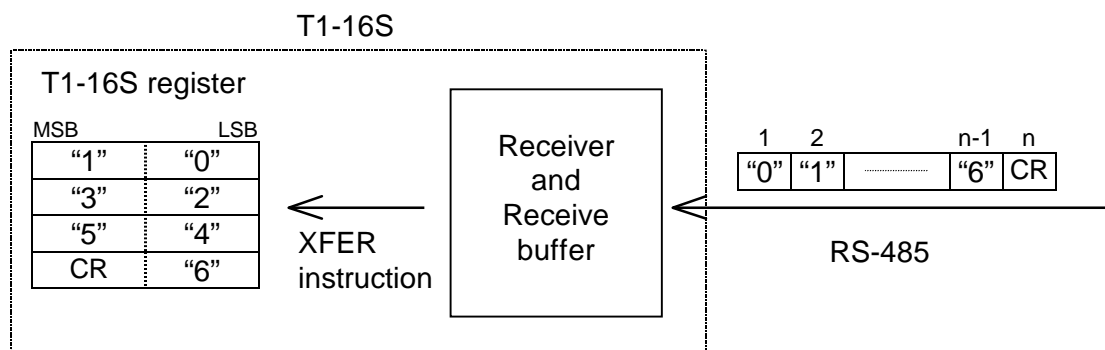 T1-16S
T1-16S register
MSB LSB
“1” “0”
“3” “2”
“5” “4”
CR “6”
XFER
instruction
Receiver
and
Receive
buffer
1 2 n-1 n
“0” “1” “6” CR
RS-485